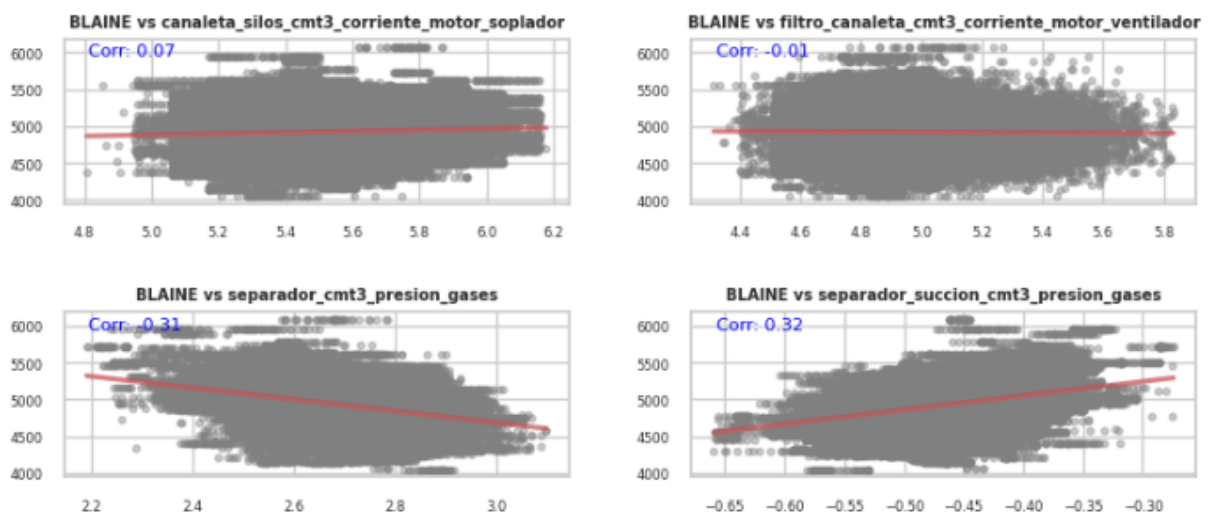 BLAINE vs canaleta_silos_cmt3_corriente_motor_soplador
Corr: 0.07
6000
5500
5000
4500
4000
4.8 5.0 5.2 5.4 5.6 5.8 6.0 6.2
BLAINE vs filtro_canaleta_cmt3_corriente_motor_ventilador
Corr: -0.01
6000
5500
5000
4500
4000
4.4 4.6 4.8 5.0 5.2 5.4 5.6 5.8
BLAINE vs separador_cmt3_presion_gases
Corr: -0.31
6000
5500
5000
4500
4000
2.2 2.4 2.6 2.8 3.0
BLAINE vs separador_succion_cmt3_presion_gases
Corr: 0.32
6000
5500
5000
4500
4000
−0.65 −0.60 −0.55 −0.50 −0.45 −0.40 −0.35 −0.30